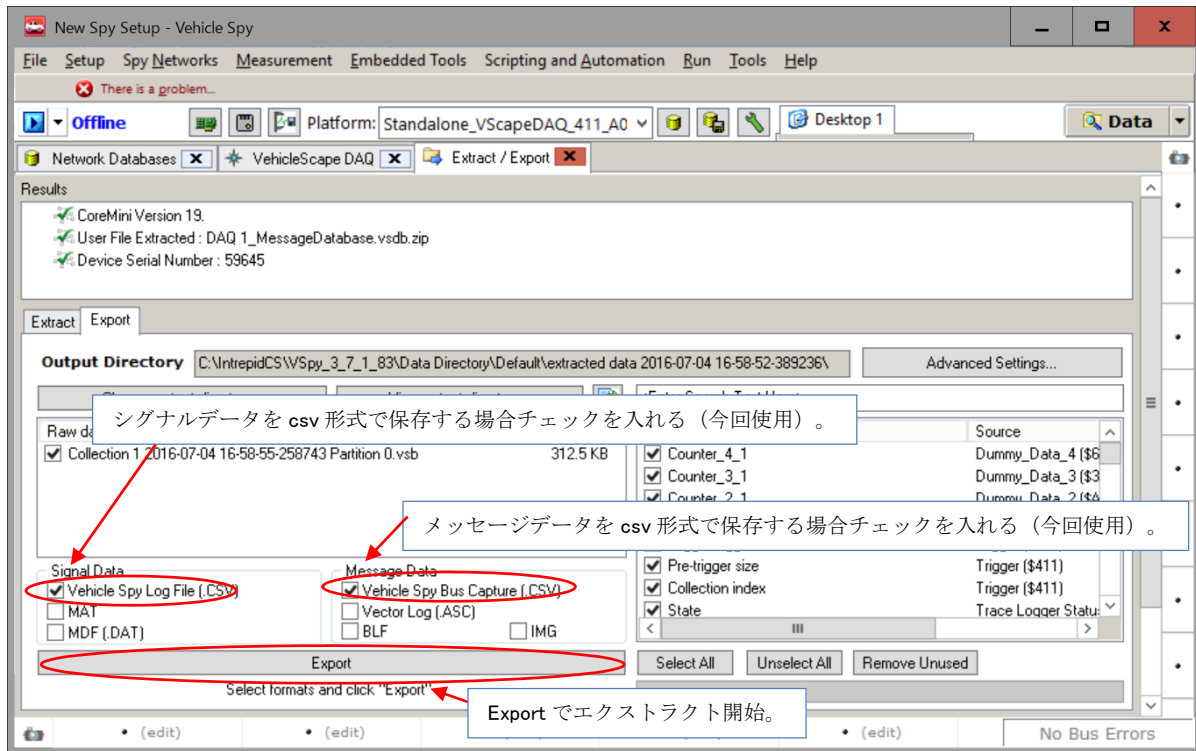 New Spy Setup - Vehicle Spy
File Setup Spy Networks Measurement Embedded Tools Scripting and Automation Run Tools Help
There is a problem...
Offline Platform: Standalone_VScapeDAQ_411_A0 Desktop 1 Data
Network Databases VehicleScape DAQ Extract / Export
Results
CoreMini Version 19.
User File Extracted : DAQ 1_MessageDatabase.vsdb.zip
Device Serial Number : 59645
Extract Export
Output Directory C:\IntrepidCS\VSpy_3_7_1_83\Data Directory\Default\extracted data 2016-07-04 16-58-52-389236\ Advanced Settings...
シグナルデータを csv 形式で保存する場合チェックを入れる（今回使用）。
Raw da Source
Collection 1 2016-07-04 16-58-55-258743 Partition 0.vsb 312.5 KB Counter_4_1 Dummy_Data_4 ($6
Counter_3_1 Dummy_Data_3 ($3
Counter_2_1 Dummy_Data_2 ($4
メッセージデータを csv 形式で保存する場合チェックを入れる（今回使用）。
Signal Data Message Data Pre-trigger size Trigger ($411)
Vehicle Spy Log File (.CSV) Vehicle Spy Bus Capture (.CSV) Collection index Trigger ($411)
MAT Vector Log (.ASC) State Trace Logger Statu
MDF (.DAT) BLF IMG
Export Select All Unselect All Remove Unused
Select formats and click "Export"
Export でエクストラクト開始。
(edit) (edit) (edit) No Bus Errors